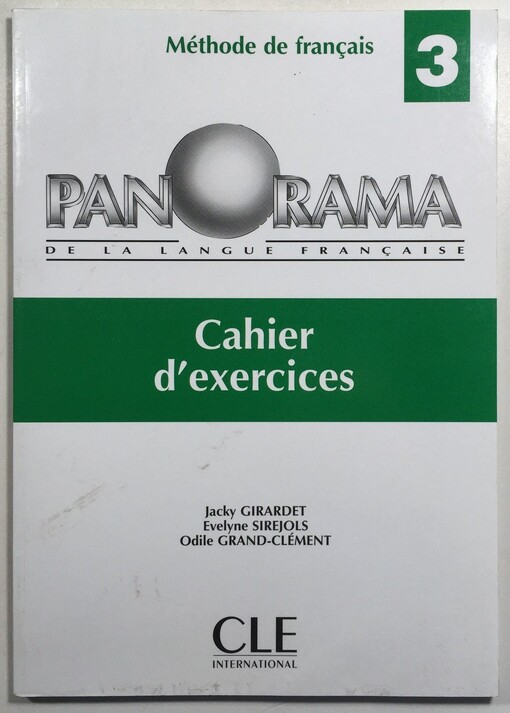 Méthode de français
3
PANORAMA
DE LA LANGUE FRANÇAISE
Cahier
d'exercices
Jacky GIRARDET
Evelyne SIREJOLS
Odile GRAND-CLÉMENT
CLE
INTERNATIONAL